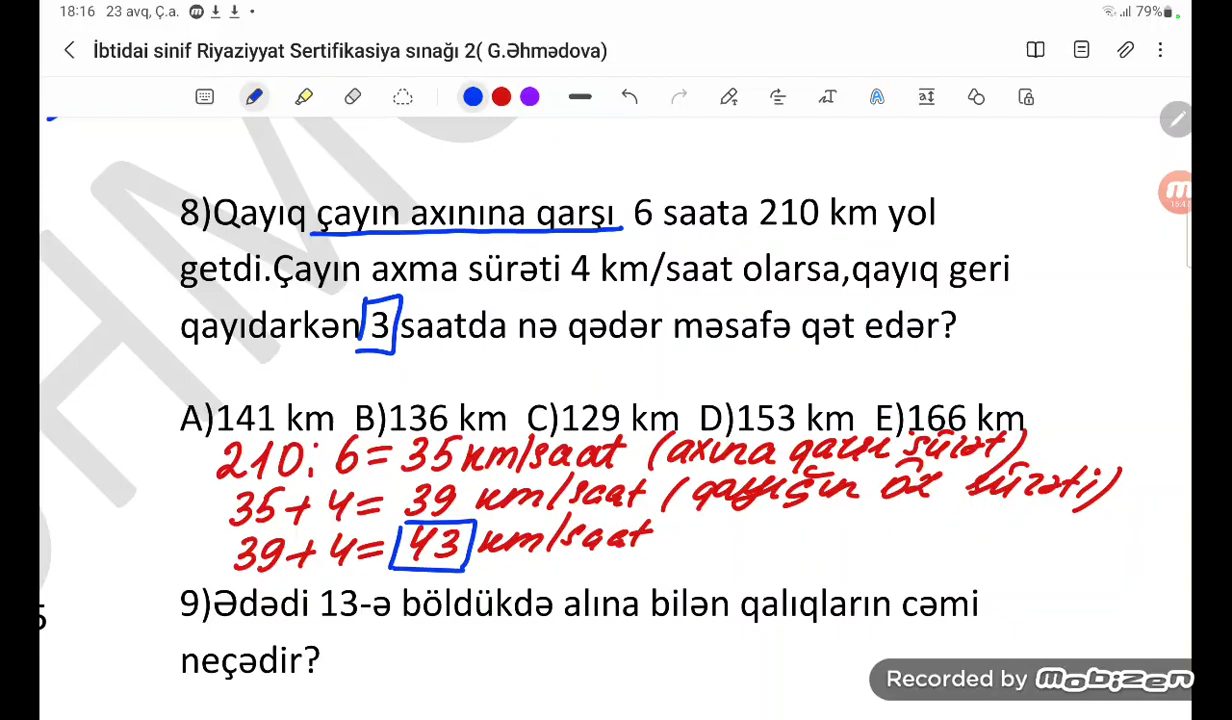 18:16 23 avq, Ç.a.
79%
İbtidai sinif Riyaziyyat Sertifikasiya sınağı 2( G.Əhmədova)
8)Qayıq çayın axınına qarşı 6 saata 210 km yol
getdi.Çayın axma sürəti 4 km/saat olarsa,qayıq geri
qayıdarkən 3 saatda nə qədər məsafə qət edər?
A)141 km B)136 km C)129 km D)153 km E)166 km
210 : 6 = 35 km/saat (axına qarşı sürət)
35 + 4 = 39 km/saat (qayığın öz sürəti)
39 + 4 = 43 km/saat
9)Ədədi 13-ə böldükdə alına bilən qalıqların cəmi
neçədir?
Recorded by mobizen